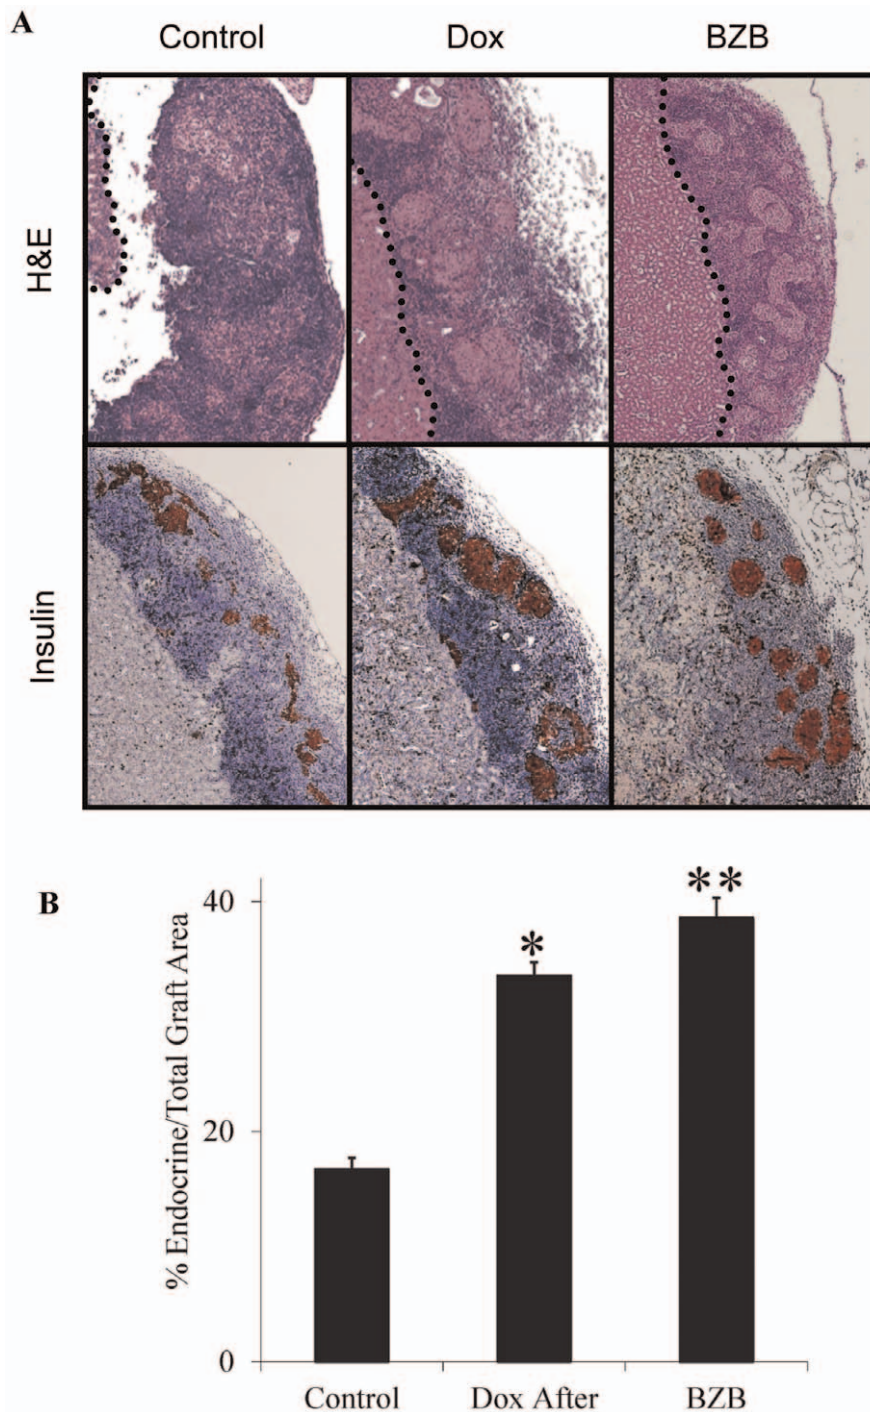 A
Control Dox BZB
H&E
Insulin
B
% Endocrine/Total Graft Area
40
20
0
*
**
Control Dox After BZB